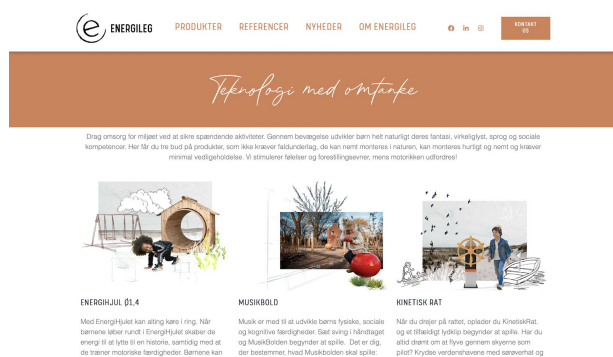 ENERGILEG
PRODUKTER REFERENCER NYHEDER OM ENERGILEG
KONTAKT
OS
Teknologi med omtanke
Drag omsorg for miljøet ved at sikre spændende aktiviteter. Gennem bevægelse udvikler børn helt naturligt deres fantasi, virkelyst, sprog og sociale
kompetencer. Her får du tre bud på produkter, som ikke kræver faldunderlag, de kan nemt monteres i naturen, kan monteres hurtigt og nemt og kræver
minimal vedligeholdelse. Vi stimulerer følelser og forestillingsevner, mens motorikken udfordres!
ENERGIHJUL Ø1,4
Med EnergiHjulet kan alting køre i ring. Når
børnene løber rundt i EnergiHjulet skaber de
energi til at lytte til en historie, samtidig med at
de træner motoriske færdigheder. Børnene kan
MUSIKBOLD
Musik er med til at udvikle børns fysiske, sociale
og kognitive færdigheder. Sæt sving i håndtaget
og MusikBolden begynder at spille. Det er dig,
der bestemmer, hvad Musikbolden skal spille:
KINETISK RAT
Når du drejer på rattet, oplader du KinetiskRat.
og et tilfældigt lydklip begynder at spille. Har du
altid drømt om at flyve gennem skyerne som
pilot? Krydse verdenshavene med søroverhat og